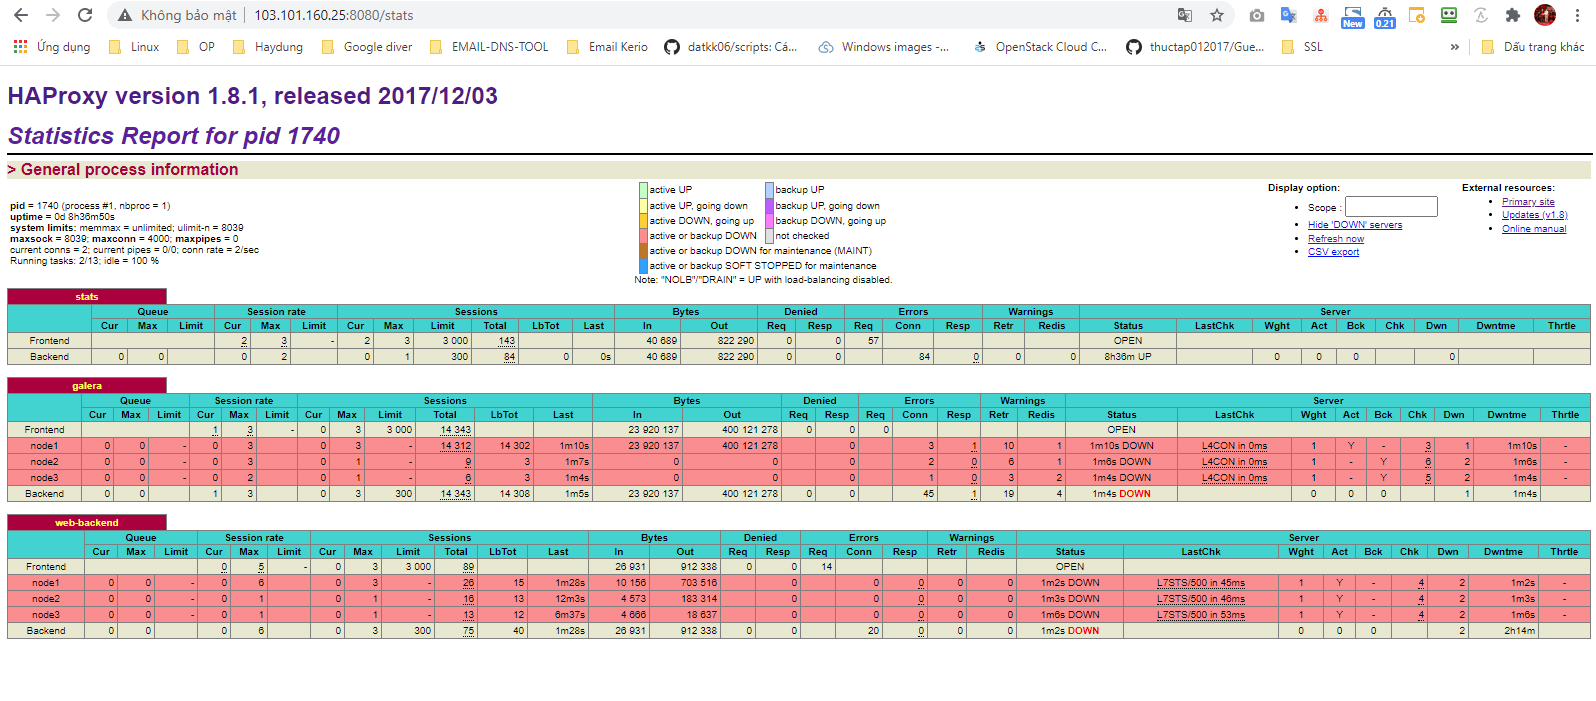 Không bảo mật | 103.101.160.25:8080/stats New 0.21
Ứng dụng Linux OP Haydung Google diver EMAIL-DNS-TOOL Email Kerio datkk06/scripts: Cá... Windows images -... OpenStack Cloud C... thuctap012017/Gue... SSL » Dấu trang khác
HAProxy version 1.8.1, released 2017/12/03
Statistics Report for pid 1740
> General process information
pid = 1740 (process #1, nbproc = 1)
uptime = 0d 8h36m50s
system limits: memmax = unlimited; ulimit-n = 8039
maxsock = 8039; maxconn = 4000; maxpipes = 0
current conns = 2; current pipes = 0/0; conn rate = 2/sec
Running tasks: 2/13; idle = 100 %
active UP backup UP
active UP, going down backup UP, going down
active DOWN, going up backup DOWN, going up
active or backup DOWN not checked
active or backup DOWN for maintenance (MAINT)
active or backup SOFT STOPPED for maintenance
Note: "NOLB"/"DRAIN" = UP with load-balancing disabled.
Display option:
Scope :
Hide 'DOWN' servers
Refresh now
CSV export
External resources:
Primary site
Updates (v1.8)
Online manual
stats
Queue Session rate Sessions Bytes Denied Errors Warnings Server
Cur Max Limit Cur Max Limit Cur Max Limit Total LbTot Last In Out Req Resp Req Conn Resp Retr Redis Status LastChk Wght Act Bck Chk Dwn Dwntme Thrtle
Frontend 2 3 - 2 3 3 000 143 40 689 822 290 0 0 57 OPEN
Backend 0 0 0 2 0 1 300 84 0 0s 40 689 822 290 0 0 84 0 0 0 8h36m UP 0 0 0 0
galera
Queue Session rate Sessions Bytes Denied Errors Warnings Server
Cur Max Limit Cur Max Limit Cur Max Limit Total LbTot Last In Out Req Resp Req Conn Resp Retr Redis Status LastChk Wght Act Bck Chk Dwn Dwntme Thrtle
Frontend 1 3 - 0 3 3 000 14 343 23 920 137 400 121 278 0 0 0 OPEN
node1 0 0 - 0 3 0 3 - 14 312 14 302 1m10s 23 920 137 400 121 278 0 3 1 10 1 1m10s DOWN L4CON in 0ms 1 Y - 3 1 1m10s -
node2 0 0 - 0 3 0 1 - 9 3 1m7s 0 0 0 2 0 6 1 1m6s DOWN L4CON in 0ms 1 - Y 6 2 1m6s -
node3 0 0 - 0 2 0 1 - 6 3 1m4s 0 0 0 1 0 3 2 1m4s DOWN L4CON in 0ms 1 - Y 5 2 1m4s -
Backend 0 0 1 3 0 3 300 14 343 14 308 1m5s 23 920 137 400 121 278 0 0 45 1 19 4 1m4s DOWN 0 0 0 1 1m4s
web-backend
Queue Session rate Sessions Bytes Denied Errors Warnings Server
Cur Max Limit Cur Max Limit Cur Max Limit Total LbTot Last In Out Req Resp Req Conn Resp Retr Redis Status LastChk Wght Act Bck Chk Dwn Dwntme Thrtle
Frontend 0 5 - 0 3 3 000 89 26 931 912 338 0 0 14 OPEN
node1 0 0 - 0 6 0 3 - 26 15 1m28s 10 156 703 516 0 0 0 0 0 1m2s DOWN L7STS/500 in 45ms 1 Y - 4 2 1m2s -
node2 0 0 - 0 1 0 1 - 16 13 12m3s 4 573 183 314 0 0 0 0 0 1m3s DOWN L7STS/500 in 46ms 1 Y - 4 2 1m3s -
node3 0 0 - 0 1 0 1 - 13 12 6m37s 4 666 18 637 0 0 0 0 0 1m6s DOWN L7STS/500 in 53ms 1 Y - 4 2 1m6s -
Backend 0 0 0 6 0 3 300 75 40 1m28s 26 931 912 338 0 0 20 0 0 0 1m2s DOWN 0 0 0 2 2h14m